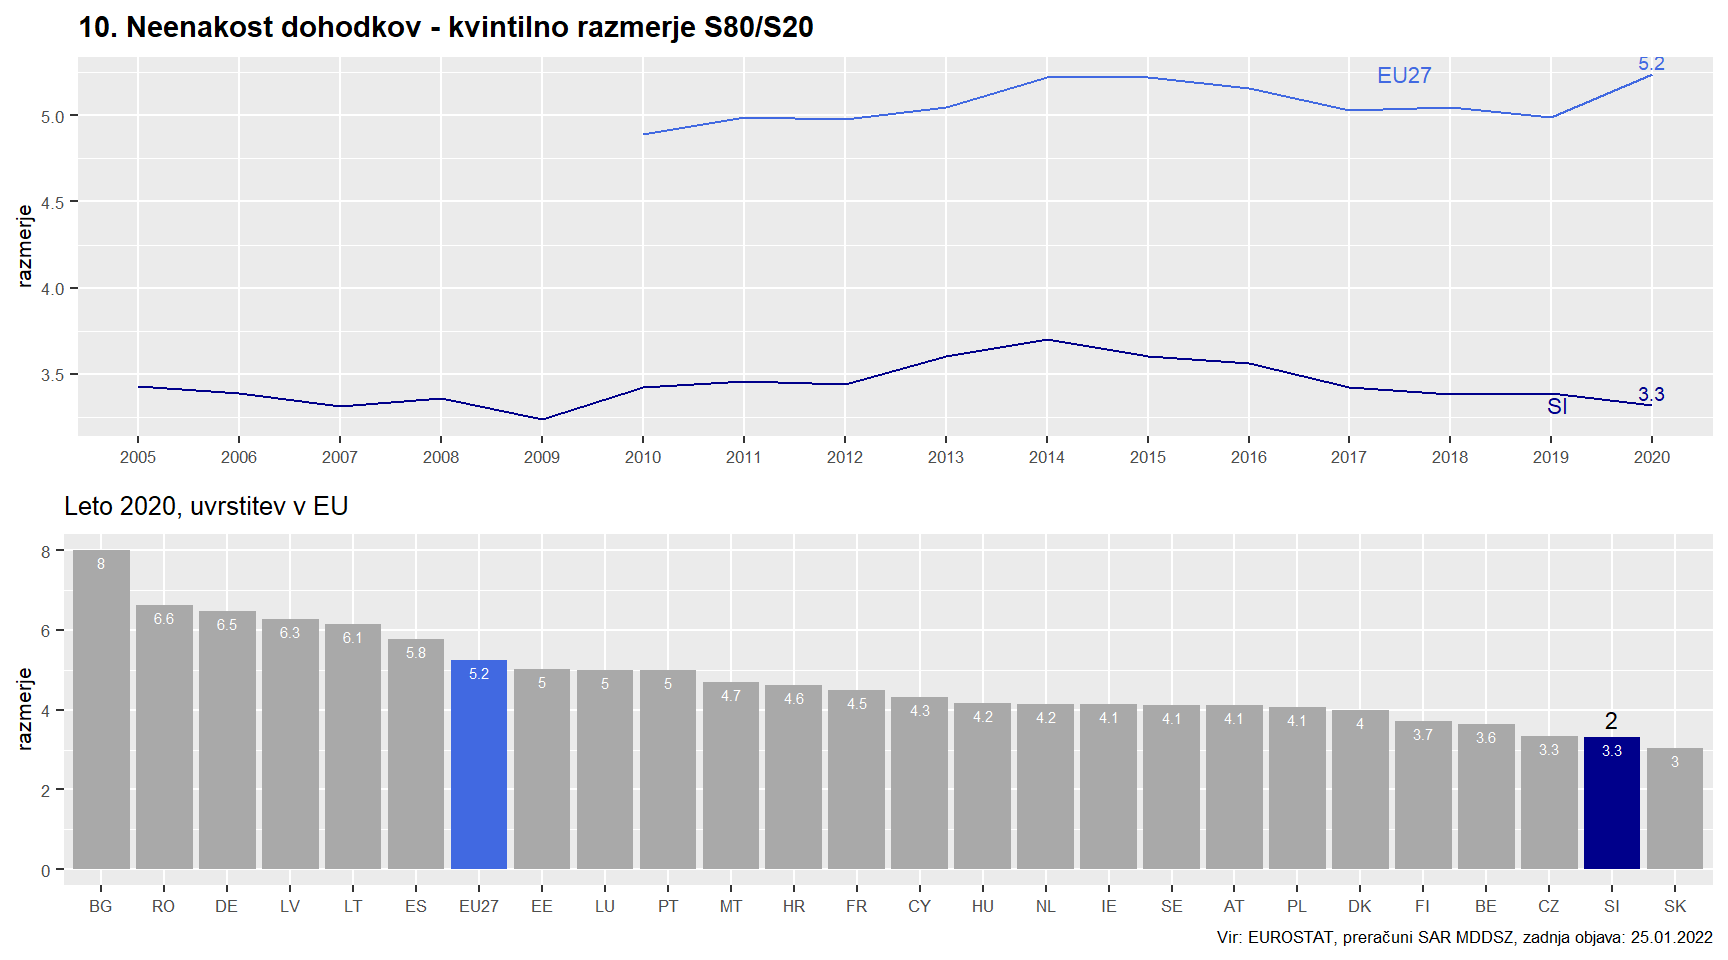 10. Neenakost dohodkov - kvintilno razmerje S80/S20
razmerje
5.0
4.5
4.0
3.5
EU27
5.2
SI
3.3
2005 2006 2007 2008 2009 2010 2011 2012 2013 2014 2015 2016 2017 2018 2019 2020
Leto 2020, uvrstitev v EU
razmerje
8
6
4
2
0
8 6.6 6.5 6.3 6.1 5.8 5.2 5 5 5 4.7 4.6 4.5 4.3 4.2 4.2 4.1 4.1 4.1 4.1 4 3.7 3.6 3.3 3.3 3
2
BG RO DE LV LT ES EU27 EE LU PT MT HR FR CY HU NL IE SE AT PL DK FI BE CZ SI SK
Vir: EUROSTAT, preračuni SAR MDDSZ, zadnja objava: 25.01.2022